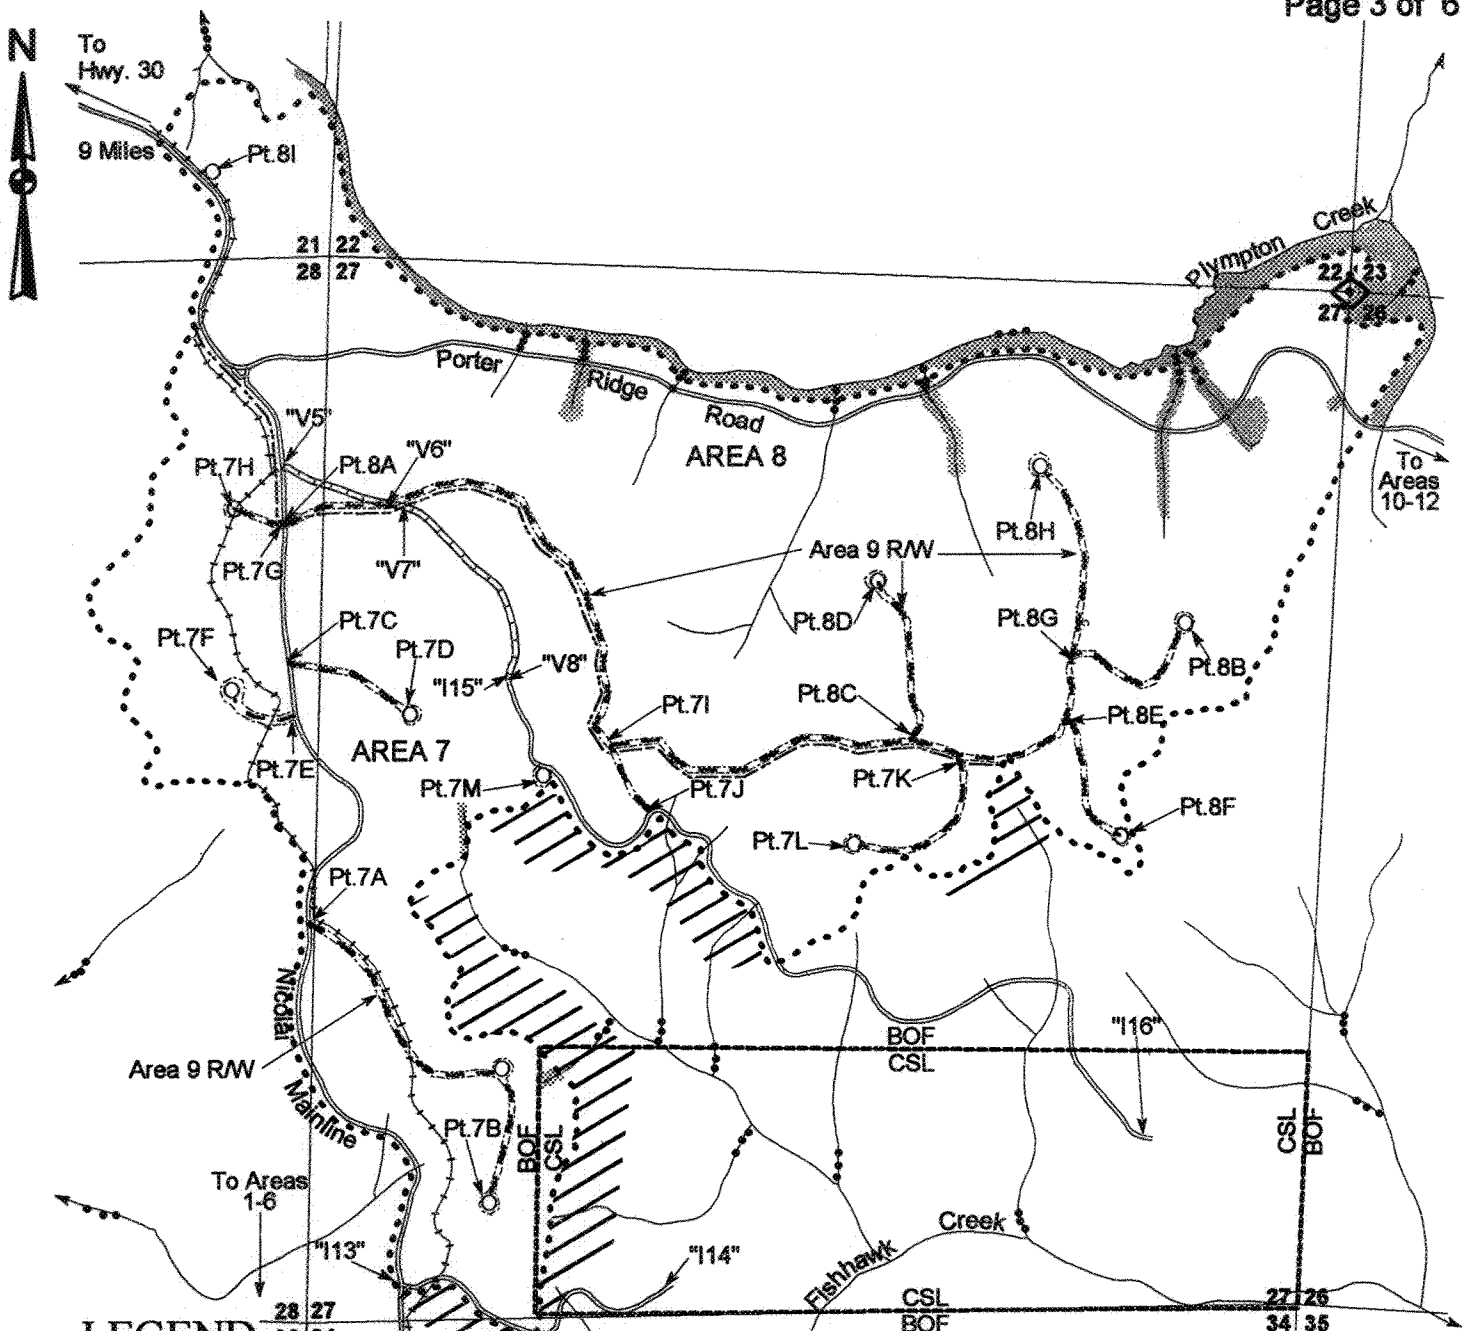 Page 3 of 6
N
To
Hwy. 30
9 Miles
Pt.8I
Plympton
Creek
21 22
28 27
22 23
27 26
Porter
Ridge
Road
"V5"
"V6"
AREA 8
Pt.7H
Pt.8A
To
Areas
10-12
Pt.8H
Area 9 R/W
Pt.7G
"V7"
Pt.7C
Pt.8D
Pt.8G
Pt.7F
Pt.7D
"V8"
"I15"
Pt.8B
Pt.8C
Pt.7I
Pt.8E
AREA 7
Pt.7E
Pt.7M
Pt.7J
Pt.7K
Pt.8F
Pt.7L
Pt.7A
Nicolai
Mainline
"I16"
BOF
CSL
Area 9 R/W
Pt.7B
BOF
CSL
CSL
BOF
To Areas
1-6
Creek
"I13"
"I14"
Fishhawk
CSL
BOF
28 27
27 26
34 35
LEGEND